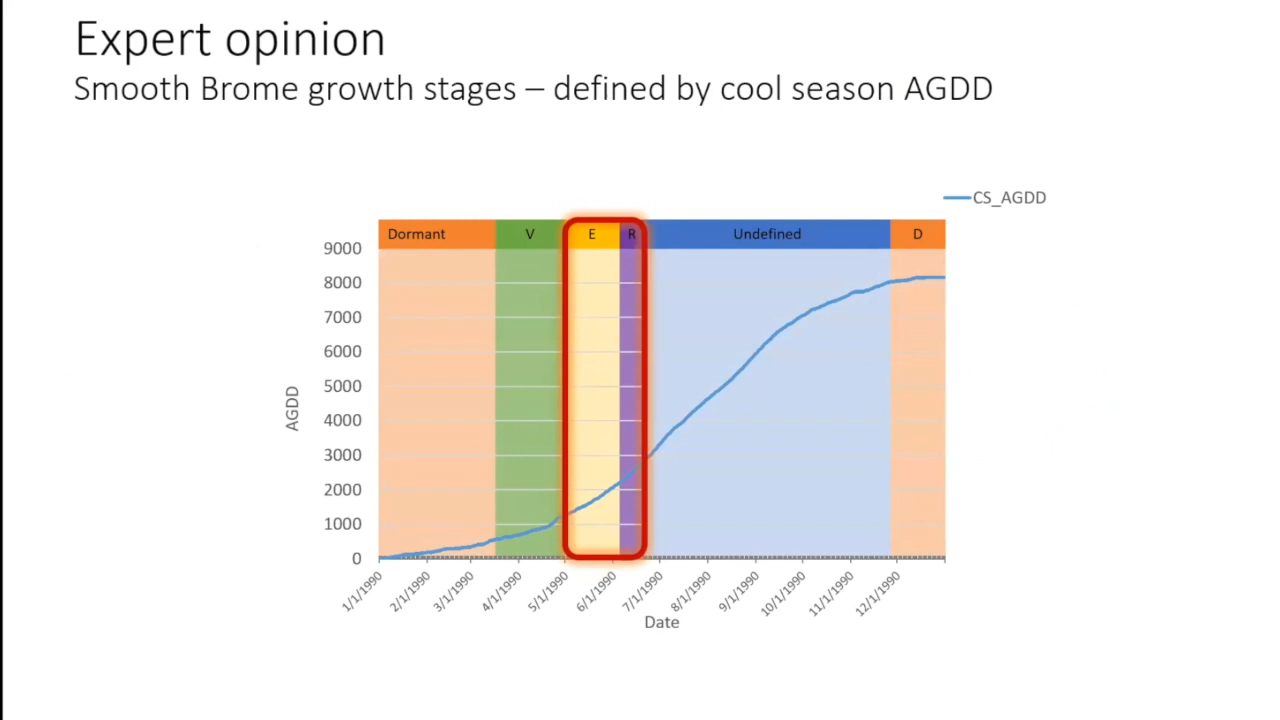 Expert opinion
Smooth Brome growth stages – defined by cool season AGDD
CS_AGDD
Dormant V E R Undefined D
9000
8000
7000
6000
5000
4000
3000
2000
1000
0
AGDD
1/1/1990 2/1/1990 3/1/1990 4/1/1990 5/1/1990 6/1/1990 7/1/1990 8/1/1990 9/1/1990 10/1/1990 11/1/1990 12/1/1990
Date